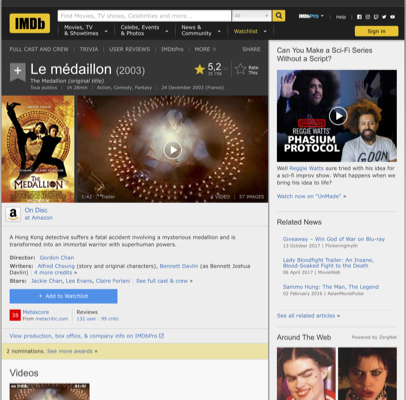 IMDb
Find Movies, TV shows, Celebrities and more...
All
Movies, TV & Showtimes
Celebs, Events & Photos
News & Community
Watchlist
IMDbPro
Help
Sign in
FULL CAST AND CREW | TRIVIA | USER REVIEWS | IMDbPro | MORE
SHARE
+ Le médaillon (2003)
The Medallion (original title)
Tous publics | 1h 28min | Action, Comedy, Fantasy | 24 December 2003 (France)
5,2
Rate This
THE MEDALLION
1:42 Trailer
VIDEO | 57 IMAGES
a On Disc
at Amazon
A Hong Kong detective suffers a fatal accident involving a mysterious medallion and is
transformed into an immortal warrior with superhuman powers.
Director: Gordon Chan
Writers: Alfred Cheung (story and original characters), Bennett Davlin (as Bennett Joshua
Davlin) | 4 more credits »
Stars: Jackie Chan, Lee Evans, Claire Forlani | See full cast & crew »
+ Add to Watchlist
38 Metascore
From metacritic.com
Reviews
132 user | 99 critic
View production, box office, & company info on IMDbPro
2 nominations. See more awards »
Videos
Can You Make a Sci-Fi Series
Without a Script?
REGGIE WATTS'
PHASIUM
PROTOCOL
GOON
Well Reggie Watts sure tried with his idea for
a sci-fi improv show. What happens when we
bring his idea to life?
Watch now on "UnMade" »
Related News
Giveaway – Win God of War on Blu-ray
13 October 2017 | Flickeringmyth
Lady Bloodfight Trailer: An Insane,
Blood-Soaked Fight to the Death
05 April 2017 | MovieWeb
Sammo Hung: The Man, The Legend
02 February 2016 | AsianMoviePulse
See all related articles »
Around The Web
Powered by ZergNet